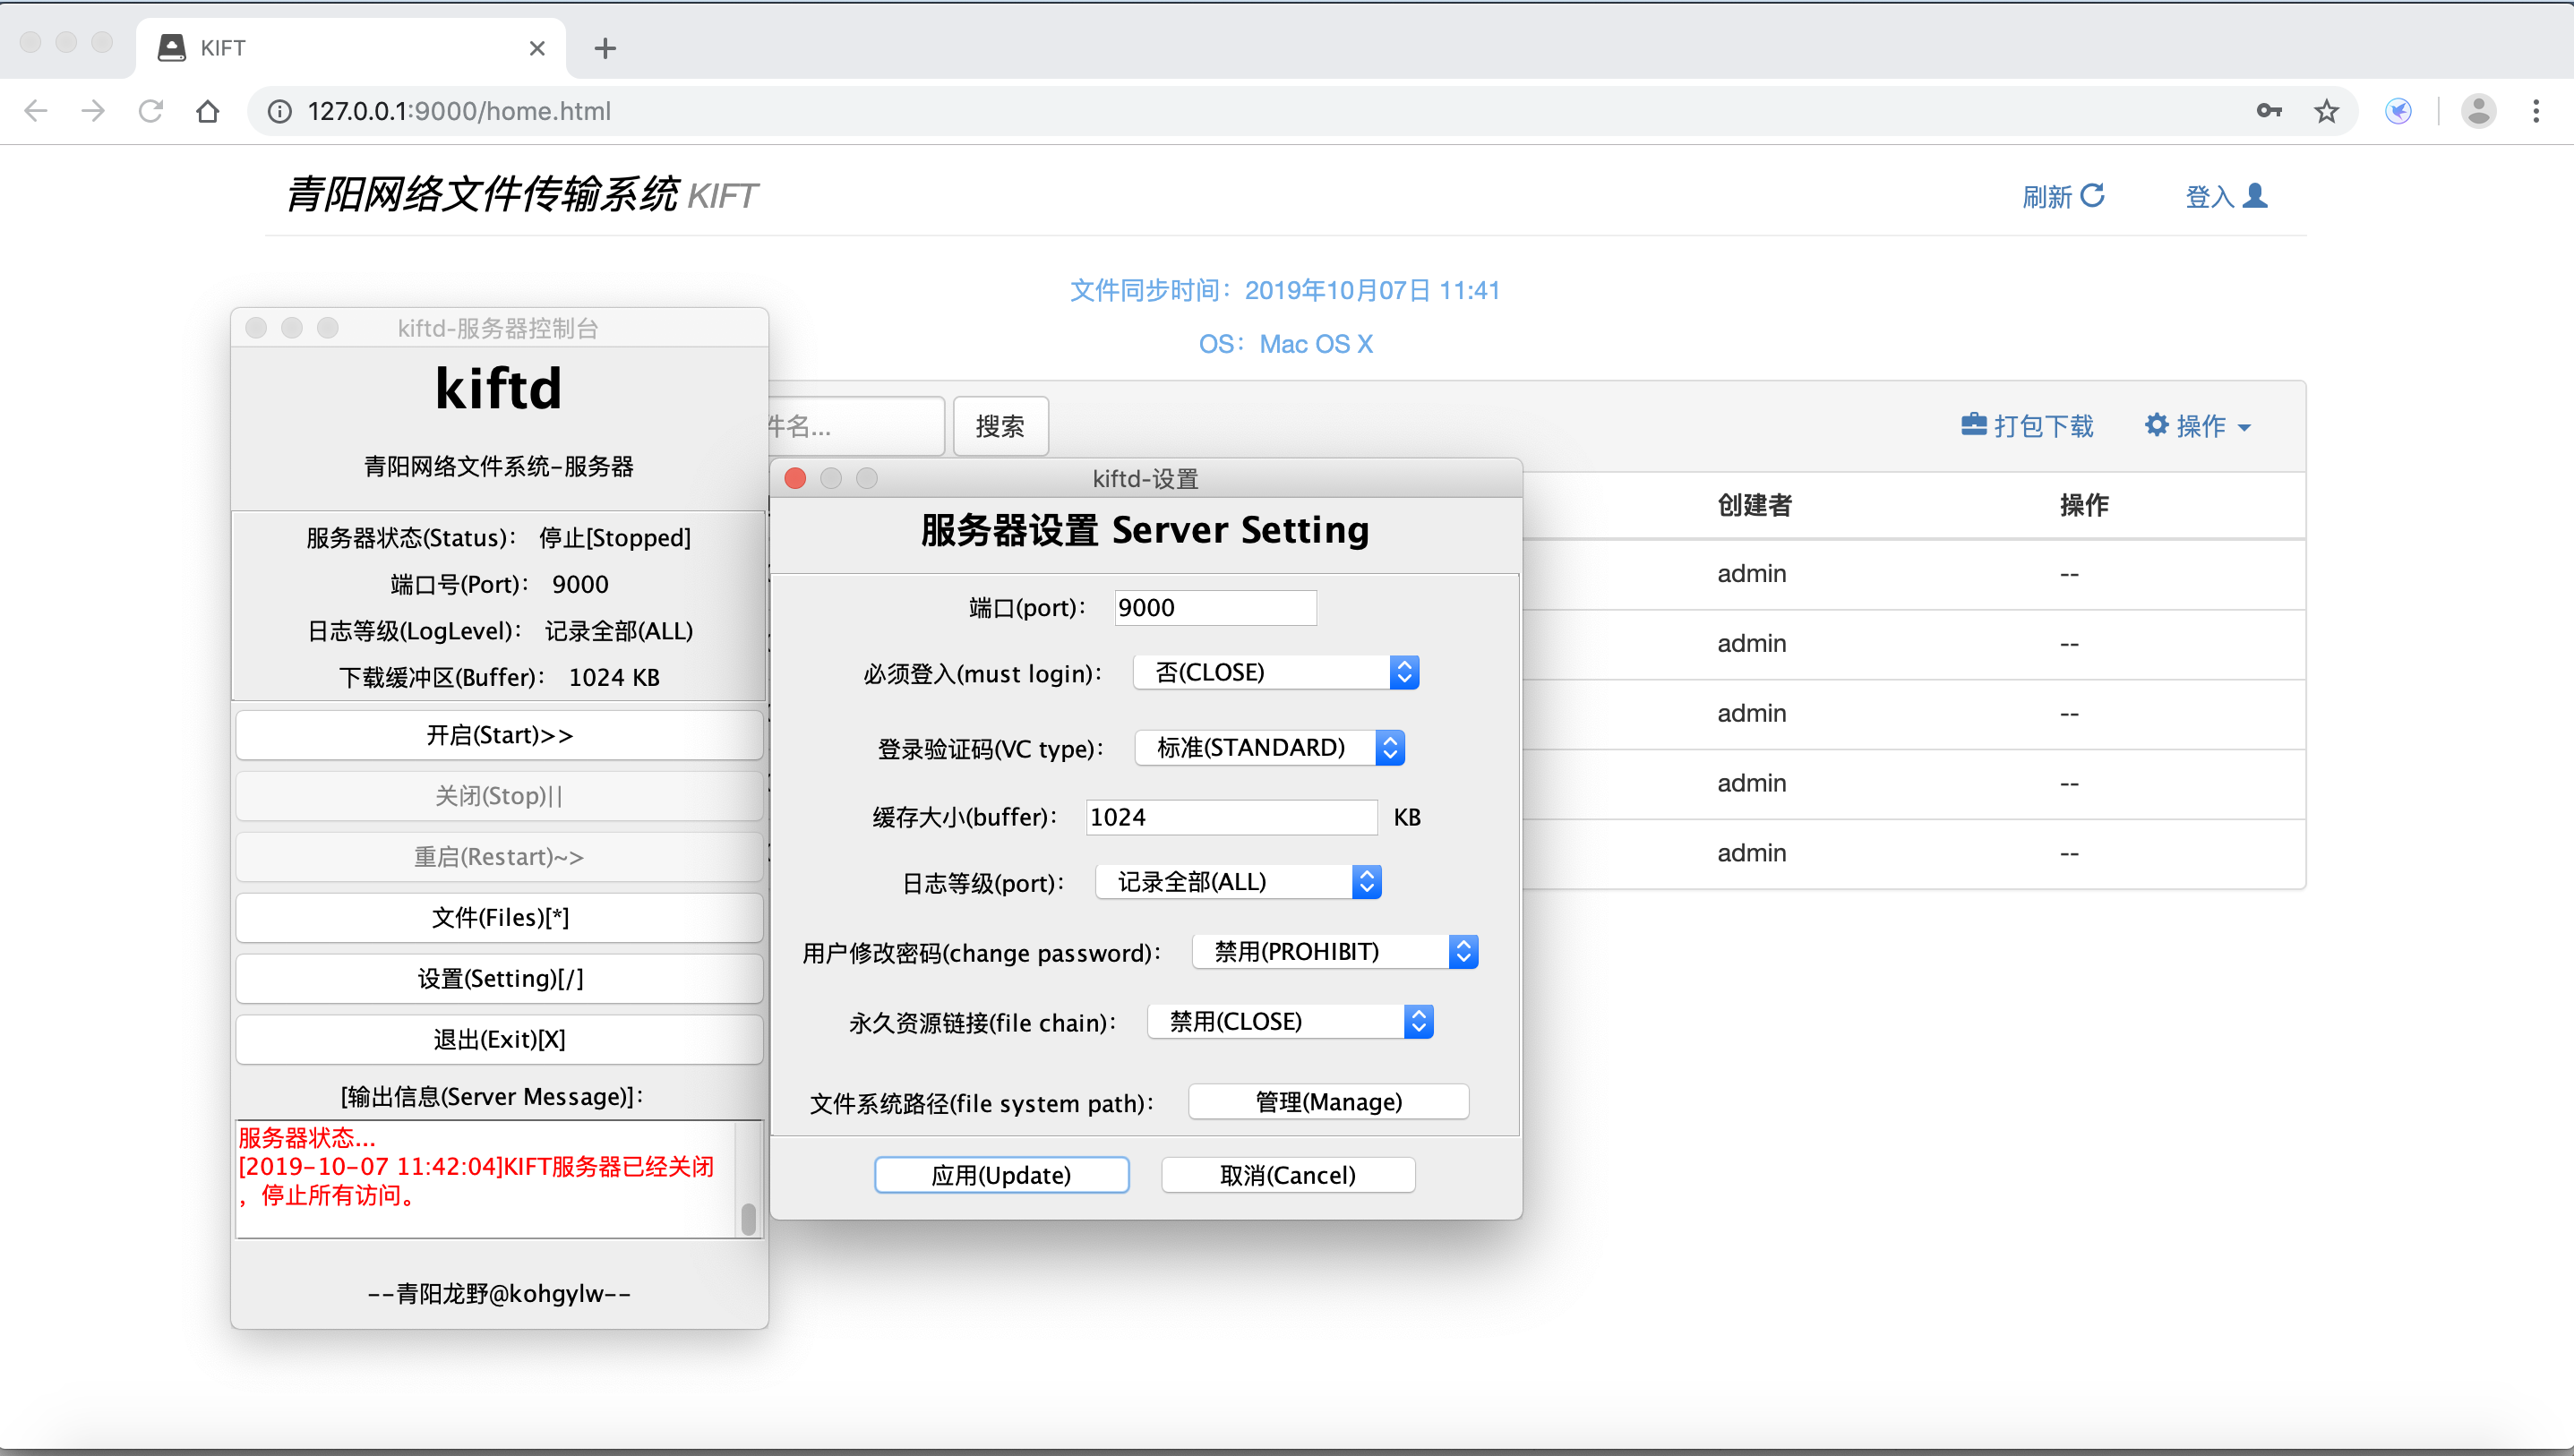 KIFT
127.0.0.1:9000/home.html
青阳网络文件传输系统 KIFT
刷新 登入
文件同步时间：2019年10月07日 11:41
OS：Mac OS X
件名... 搜索 打包下载 操作
创建者 操作
admin --
admin --
admin --
admin --
admin --
kiftd-服务器控制台
kiftd
青阳网络文件系统-服务器
服务器状态(Status)： 停止[Stopped]
端口号(Port)： 9000
日志等级(LogLevel)： 记录全部(ALL)
下载缓冲区(Buffer)： 1024 KB
开启(Start)>>
关闭(Stop)||
重启(Restart)~>
文件(Files)[*]
设置(Setting)[/]
退出(Exit)[X]
[输出信息(Server Message)]：
服务器状态...
[2019-10-07 11:42:04]KIFT服务器已经关闭
，停止所有访问。
--青阳龙野@kohgylw--
kiftd-设置
服务器设置 Server Setting
端口(port)： 9000
必须登入(must login)： 否(CLOSE)
登录验证码(VC type)： 标准(STANDARD)
缓存大小(buffer)： 1024 KB
日志等级(port)： 记录全部(ALL)
用户修改密码(change password)： 禁用(PROHIBIT)
永久资源链接(file chain)： 禁用(CLOSE)
文件系统路径(file system path)： 管理(Manage)
应用(Update) 取消(Cancel)